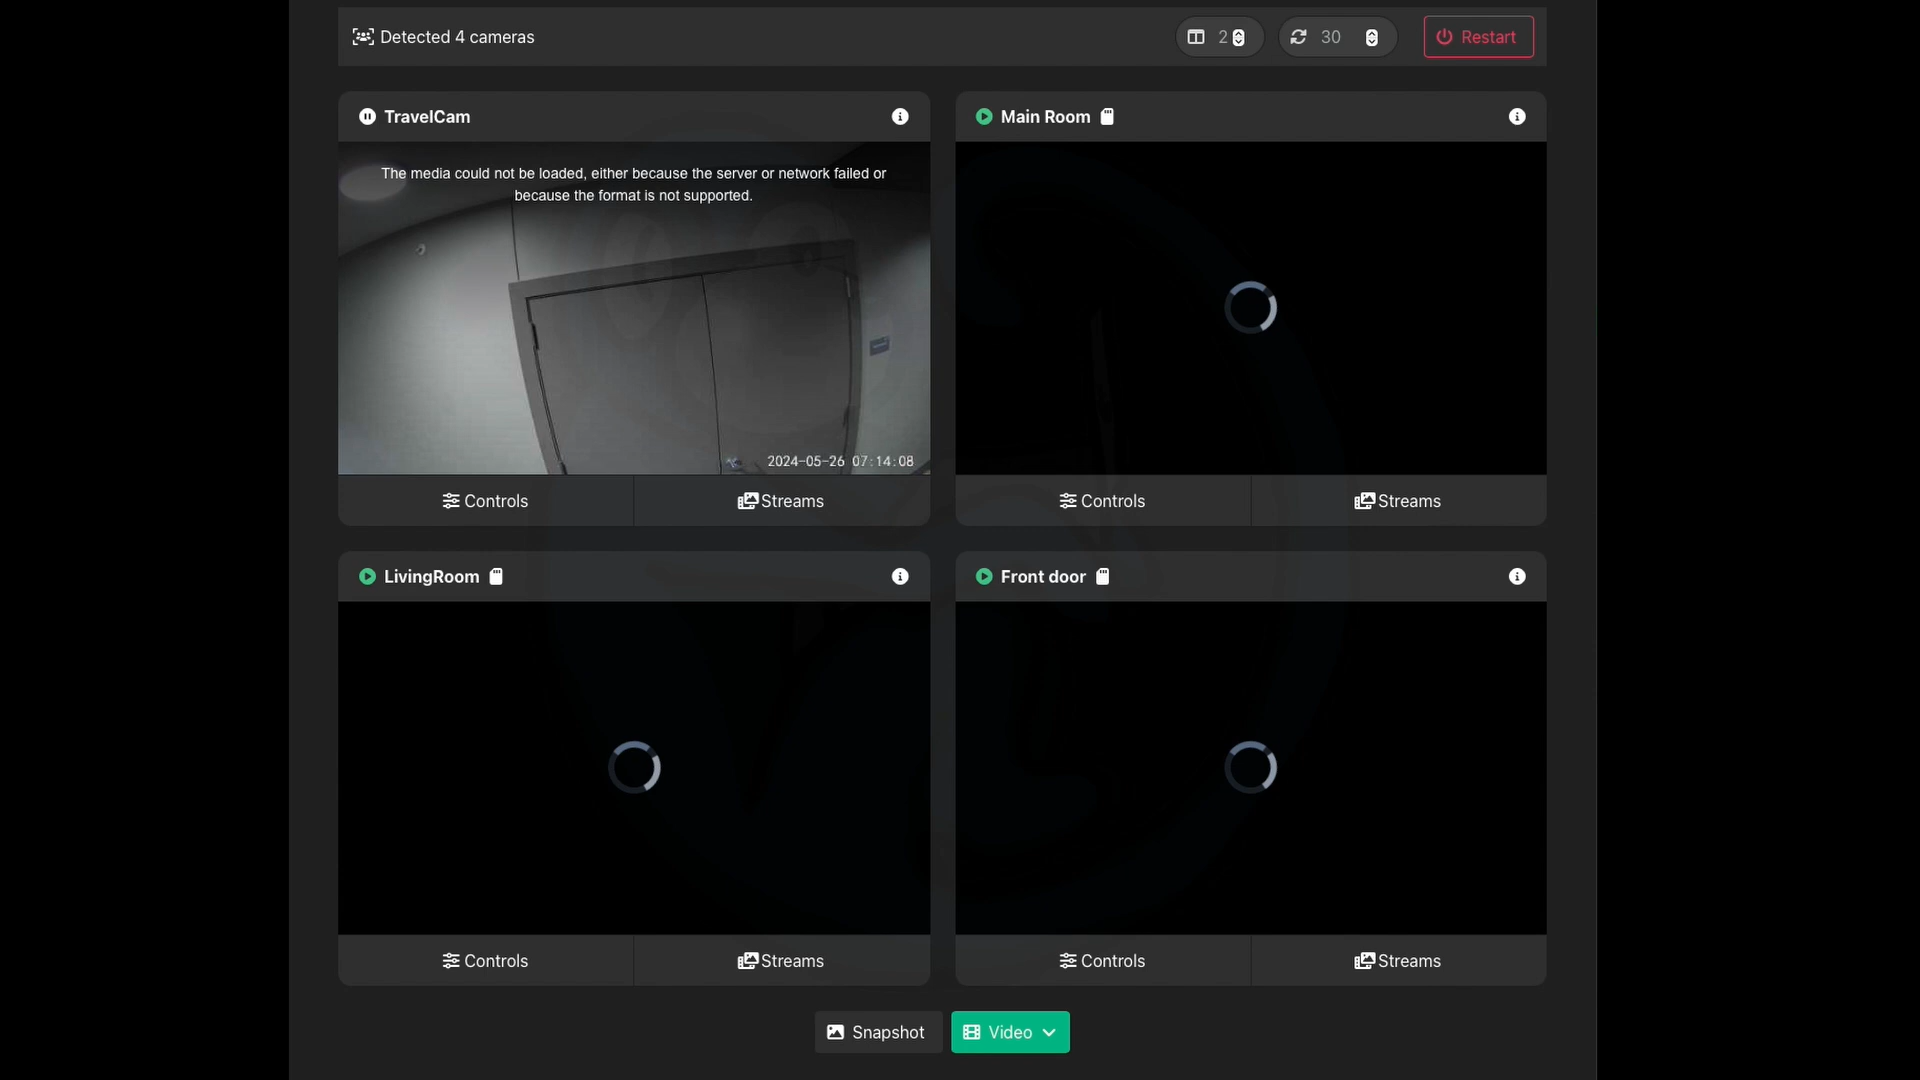 Detected 4 cameras
2
30
Restart
TravelCam
Main Room
The media could not be loaded, either because the server or network failed or
because the format is not supported.
2024-05-26 07:14:08
Controls
Streams
Controls
Streams
LivingRoom
Front door
Controls
Streams
Controls
Streams
Snapshot
Video